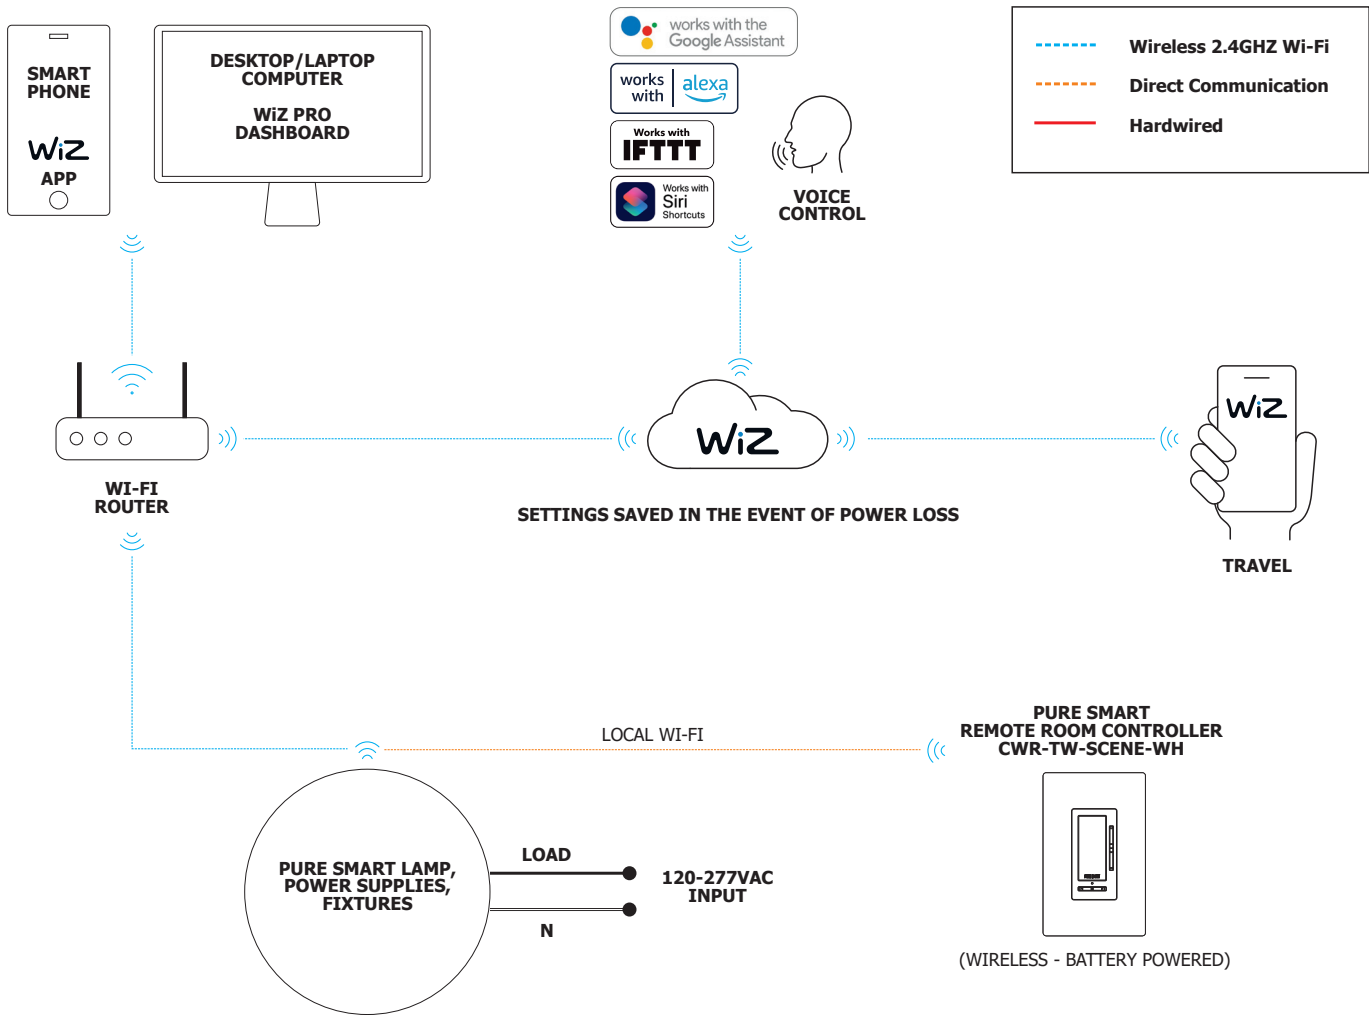 SMART
PHONE
WiZ
APP
DESKTOP/LAPTOP
COMPUTER
WiZ PRO
DASHBOARD
works with the
Google Assistant
works
with
alexa
Works with
IFTTT
Works with
Siri
Shortcuts
VOICE
CONTROL
Wireless 2.4GHZ Wi-Fi
Direct Communication
Hardwired
WI-FI
ROUTER
WiZ
SETTINGS SAVED IN THE EVENT OF POWER LOSS
WiZ
TRAVEL
LOCAL WI-FI
PURE SMART
REMOTE ROOM CONTROLLER
CWR-TW-SCENE-WH
(WIRELESS - BATTERY POWERED)
PURE SMART LAMP,
POWER SUPPLIES,
FIXTURES
LOAD
N
120-277VAC
INPUT